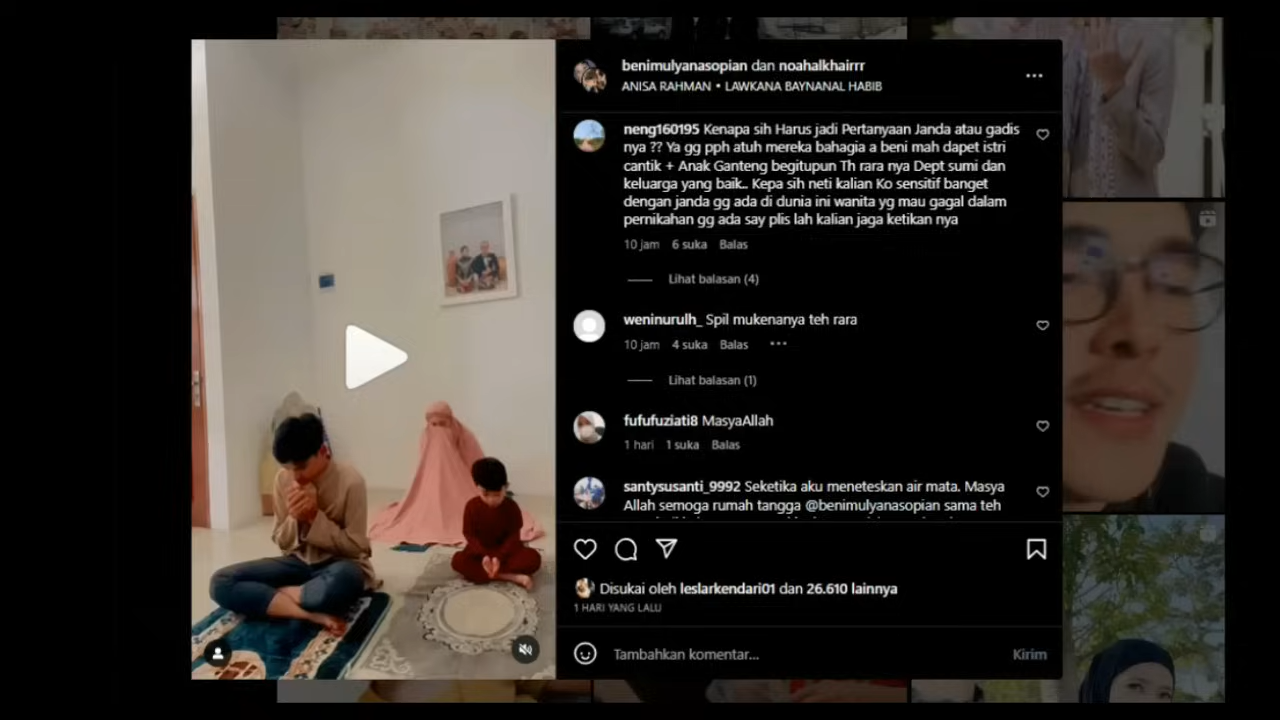 benimulyanasopian dan noahalkhairrr
ANISA RAHMAN • LAWKANA BAYNANAL HABIB
neng160195 Kenapa sih Harus jadi Pertanyaan Janda atau gadis
nya ?? Ya gg pph atuh mereka bahagia a beni mah dapet istri
cantik + Anak Ganteng begitupun Th rara nya Dept sumi dan
keluarga yang baik.. Kepa sih neti kalian Ko sensitif banget
dengan janda gg ada di dunia ini wanita yg mau gagal dalam
pernikahan gg ada say plis lah kalian jaga ketikan nya
10 jam 6 suka Balas
Lihat balasan (4)
weninurulh_ Spil mukenanya teh rara
10 jam 4 suka Balas
Lihat balasan (1)
fufufuziati8 MasyaAllah
1 hari 1 suka Balas
santysusanti_9992 Seketika aku meneteskan air mata. Masya
Allah semoga rumah tangga @benimulyanasopian sama teh
Disukai oleh leslarkendari01 dan 26.610 lainnya
1 HARI YANG LALU
Tambahkan komentar...
Kirim